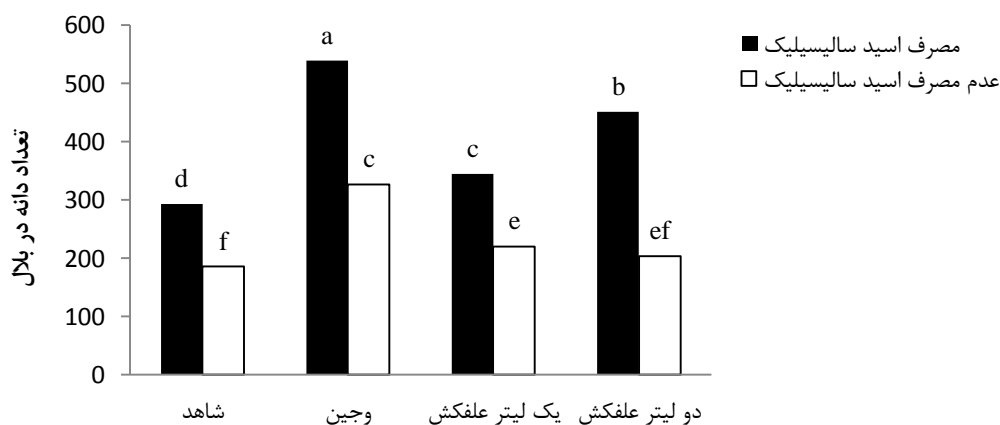 تعداد دانه در بلال
600
500
400
300
200
100
0
d
f
a
c
c
e
b
ef
شاهد
وجین
یک لیتر علفکش
دو لیتر علفکش
مصرف اسید سالیسیلیک
عدم مصرف اسید سالیسیلیک